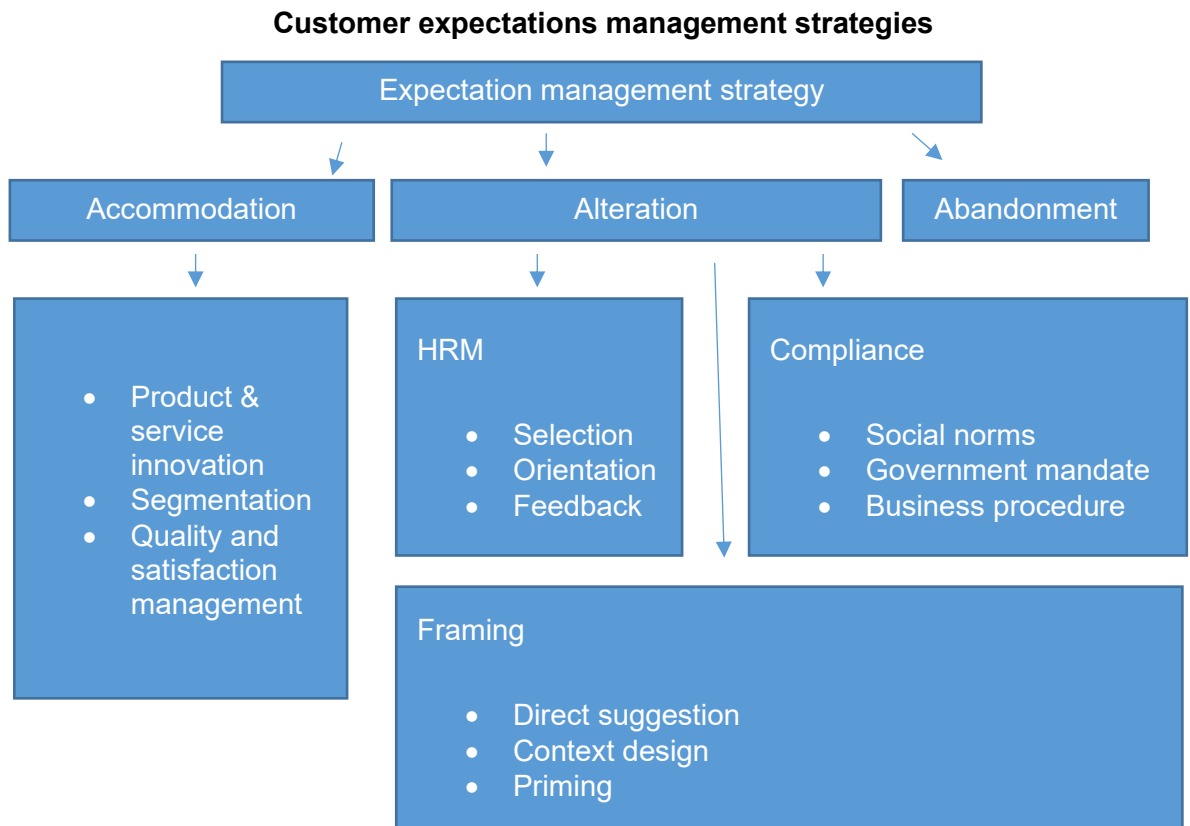 Customer expectations management strategies
Expectation management strategy
Accommodation
Alteration
Abandonment
• Product &
service
innovation
• Segmentation
• Quality and
satisfaction
management
HRM
• Selection
• Orientation
• Feedback
Compliance
• Social norms
• Government mandate
• Business procedure
Framing
• Direct suggestion
• Context design
• Priming